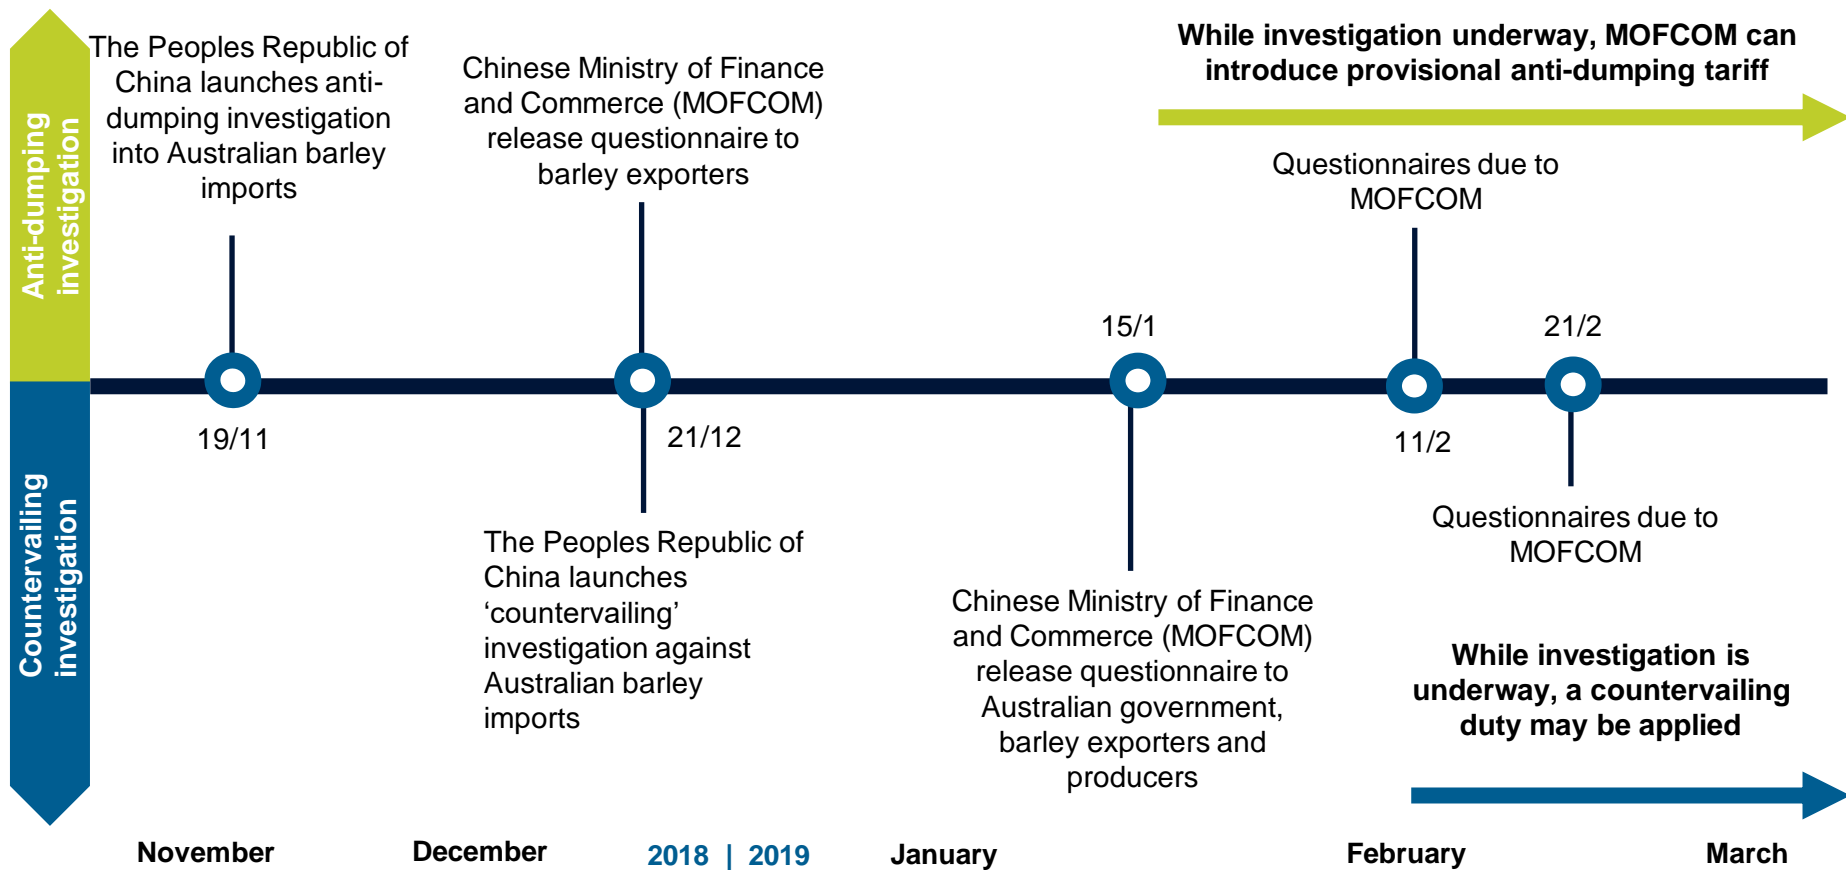 Anti-dumping
investigation
Countervailing
investigation
The Peoples Republic of
China launches anti-
dumping investigation
into Australian barley
imports
Chinese Ministry of Finance
and Commerce (MOFCOM)
release questionnaire to
barley exporters
While investigation underway, MOFCOM can
introduce provisional anti-dumping tariff
Questionnaires due to
MOFCOM
19/11
21/12
15/1
11/2
21/2
The Peoples Republic of
China launches
‘countervailing’
investigation against
Australian barley
imports
Chinese Ministry of Finance
and Commerce (MOFCOM)
release questionnaire to
Australian government,
barley exporters and
producers
Questionnaires due to
MOFCOM
While investigation is
underway, a countervailing
duty may be applied
November
December
2018 | 2019
January
February
March